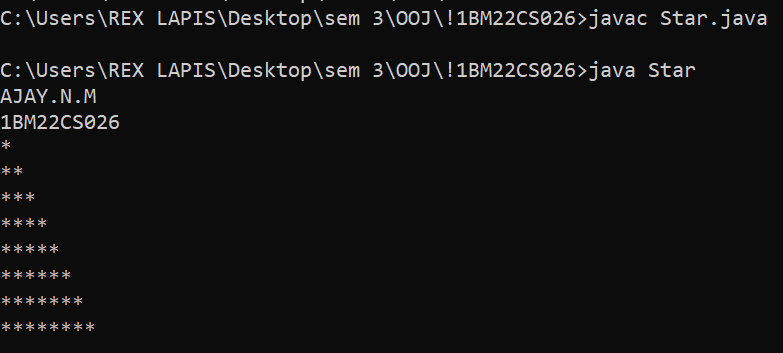 C:\Users\REX LAPIS\Desktop\sem 3\OOJ\!1BM22CS026>javac Star.java
C:\Users\REX LAPIS\Desktop\sem 3\OOJ\!1BM22CS026>java Star
AJAY.N.M
1BM22CS026
*
**
***
****
*****
******
*******
********